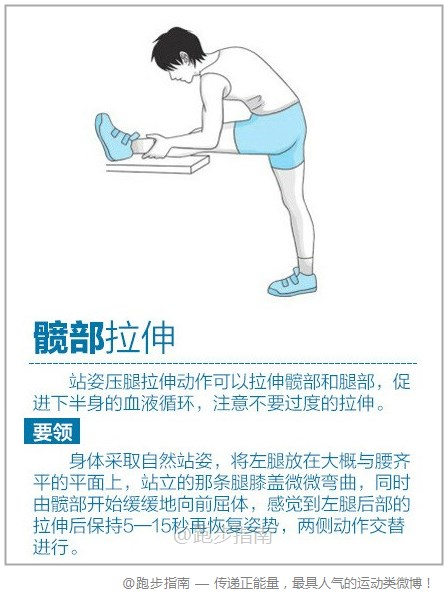 髋部拉伸
站姿压腿拉伸动作可以拉伸髋部和腿部，促
进下半身的血液循环，注意不要过度的拉伸。
要领
身体采取自然站姿，将左腿放在大概与腰齐
平的平面上，站立的那条腿膝盖微微弯曲，同时
由髋部开始缓缓地向前屈体，感觉到左腿后部的
拉伸后保持5—15秒再恢复姿势，两侧动作交替
进行。
@跑步指南
@跑步指南 — 传递正能量，最具人气的运动类微博！